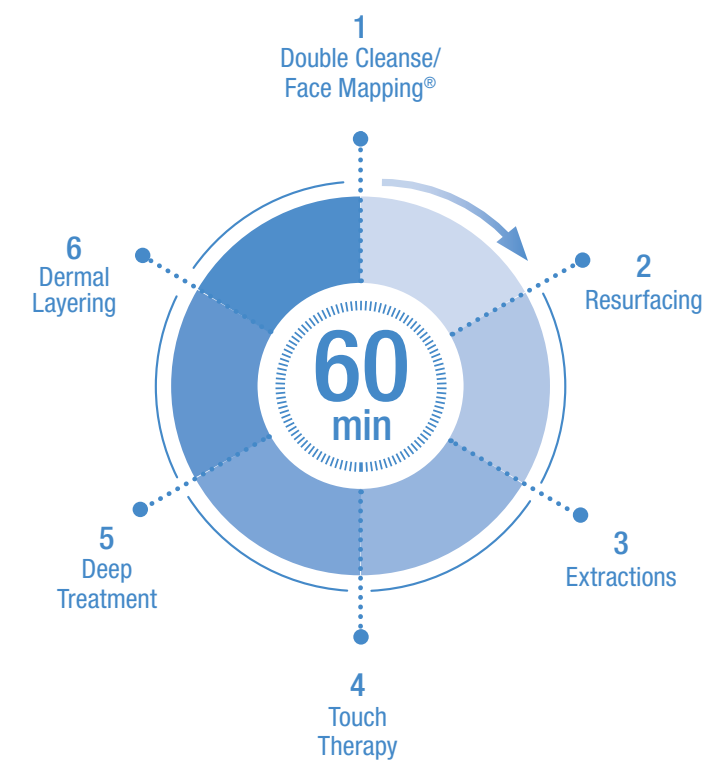 1
Double Cleanse/
Face Mapping®
2
Resurfacing
3
Extractions
4
Touch
Therapy
5
Deep
Treatment
6
Dermal
Layering
60
min